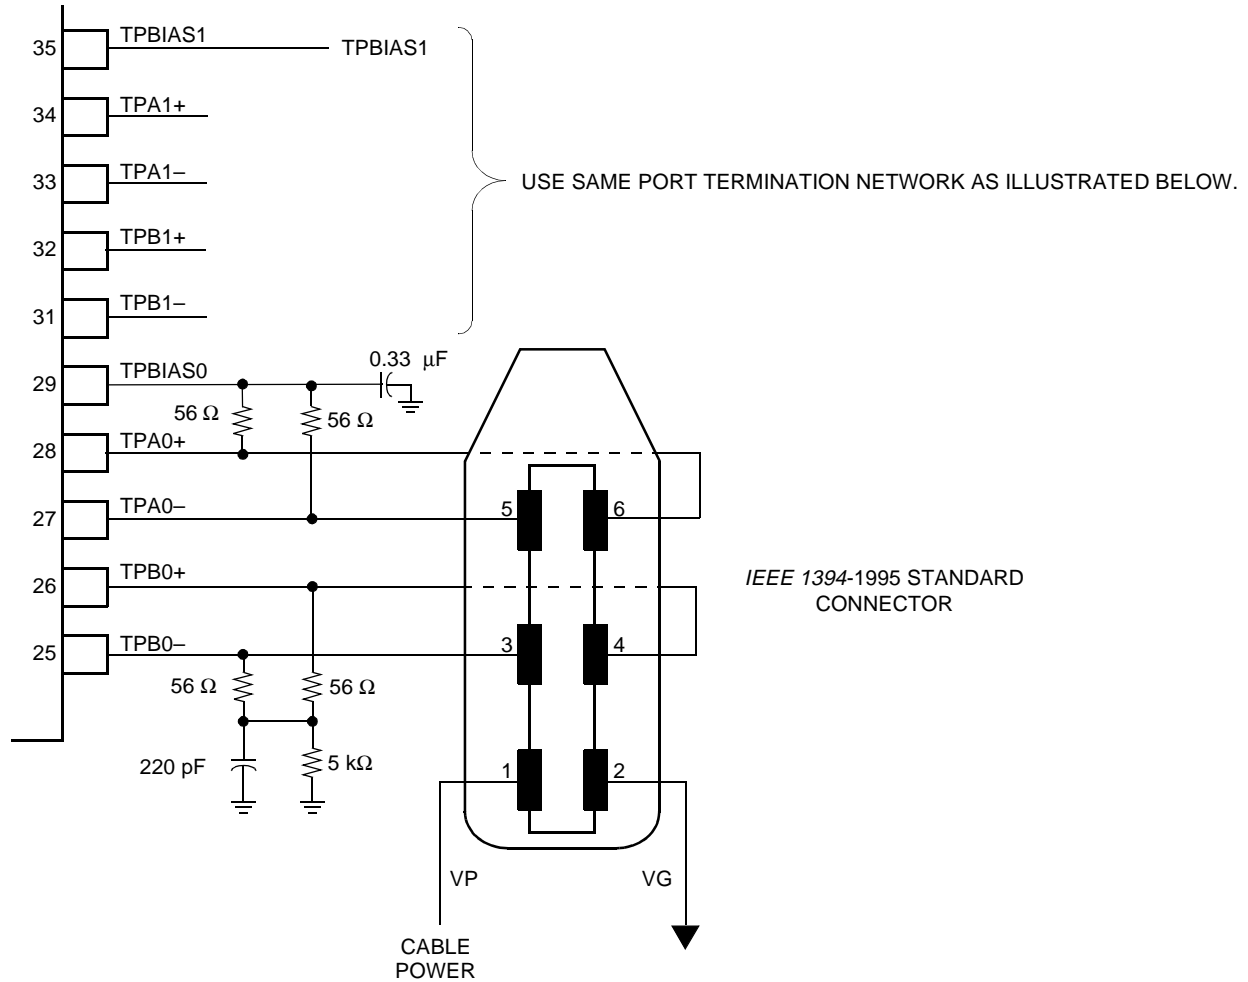 35 TPBIAS1 TPBIAS1
34 TPA1+
33 TPA1–
USE SAME PORT TERMINATION NETWORK AS ILLUSTRATED BELOW.
32 TPB1+
31 TPB1–
0.33 μF
29 TPBIAS0
56 Ω 56 Ω
28 TPA0+
27 TPA0– 5 6
26 TPB0+
IEEE 1394-1995 STANDARD
CONNECTOR
25 TPB0– 3 4
56 Ω 56 Ω
220 pF 5 kΩ 1 2
VP VG
CABLE
POWER